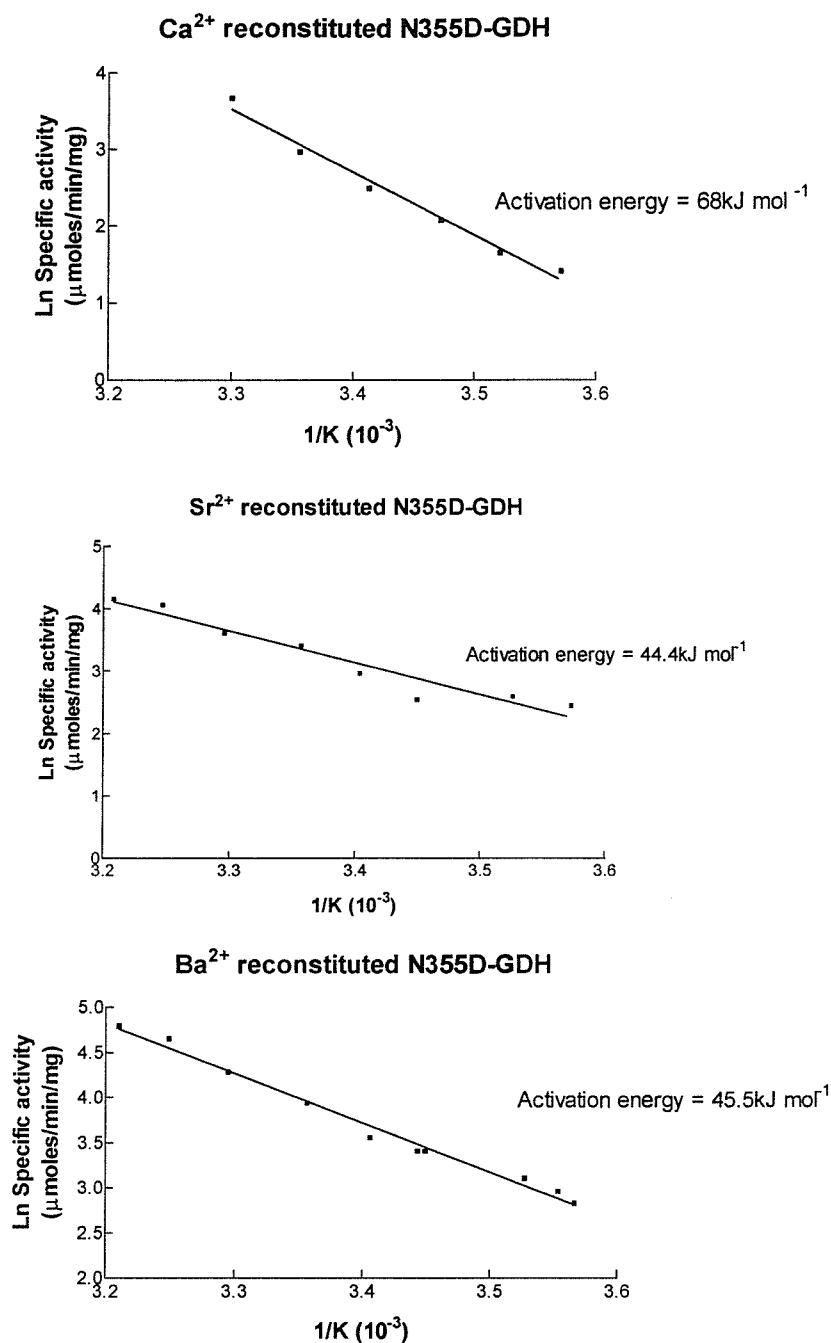 Ca²⁺ reconstituted N355D-GDH
4
3
2
1
0
Ln Specific activity
(μmoles/min/mg)
Activation energy = 68kJ mol⁻¹
3.2 3.3 3.4 3.5 3.6
1/K (10⁻³)
Sr²⁺ reconstituted N355D-GDH
5
4
3
2
1
0
Ln Specific activity
(μmoles/min/mg)
Activation energy = 44.4kJ mol⁻¹
3.2 3.3 3.4 3.5 3.6
1/K (10⁻³)
Ba²⁺ reconstituted N355D-GDH
5.0
4.5
4.0
3.5
3.0
2.5
2.0
Ln Specific activity
(μmoles/min/mg)
Activation energy = 45.5kJ mol⁻¹
3.2 3.3 3.4 3.5 3.6
1/K (10⁻³)